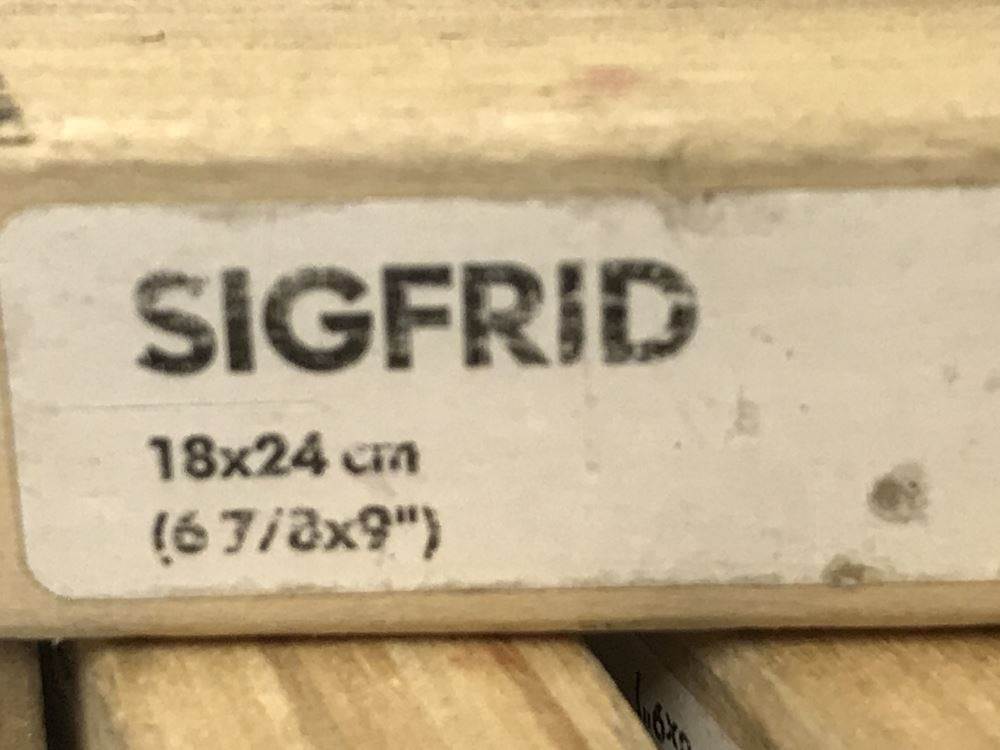 SIGFRID
18x24 cm
(6 7/8x9")